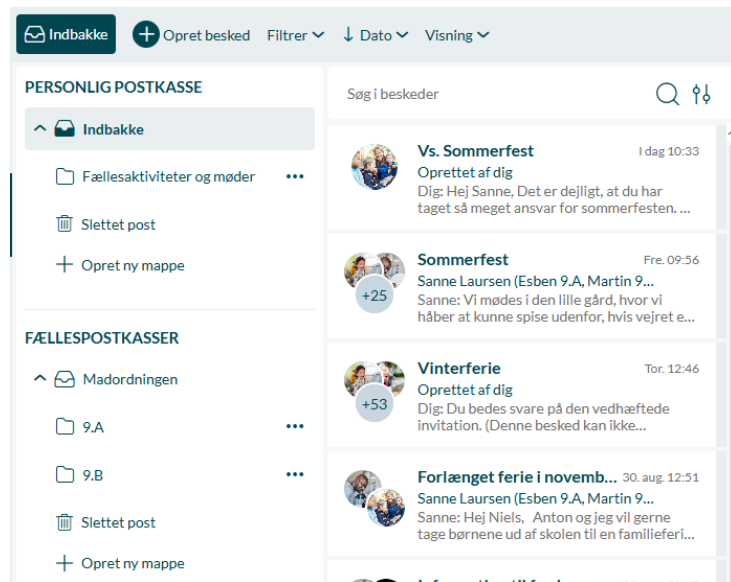 Indbakke
Opret besked
Filtrer
Dato
Visning
PERSONLIG POSTKASSE
Indbakke
Fællesaktiviteter og møder
Slettet post
Opret ny mappe
FÆLLESPOSTKASSER
Madordningen
9.A
9.B
Slettet post
Opret ny mappe
Søg i beskeder
Vs. Sommerfest
I dag 10:33
Oprettet af dig
Dig: Hej Sanne, Det er dejligt, at du har
taget så meget ansvar for sommerfesten. ...
Sommerfest
Fre. 09:56
+25
Sanne Laursen (Esben 9.A, Martin 9...
Sanne: Vi mødes i den lille gård, hvor vi
håber at kunne spise udenfor, hvis vejret e...
Vinterferie
Tor. 12:46
+53
Oprettet af dig
Dig: Du bedes svare på den vedhæftede
invitation. (Denne besked kan ikke...
Forlænget ferie i novemb...
30. aug. 12:51
Sanne Laursen (Esben 9.A, Martin 9...
Sanne: Hej Niels, Anton og jeg vil gerne
tage børnene ud af skolen til en familieferi...